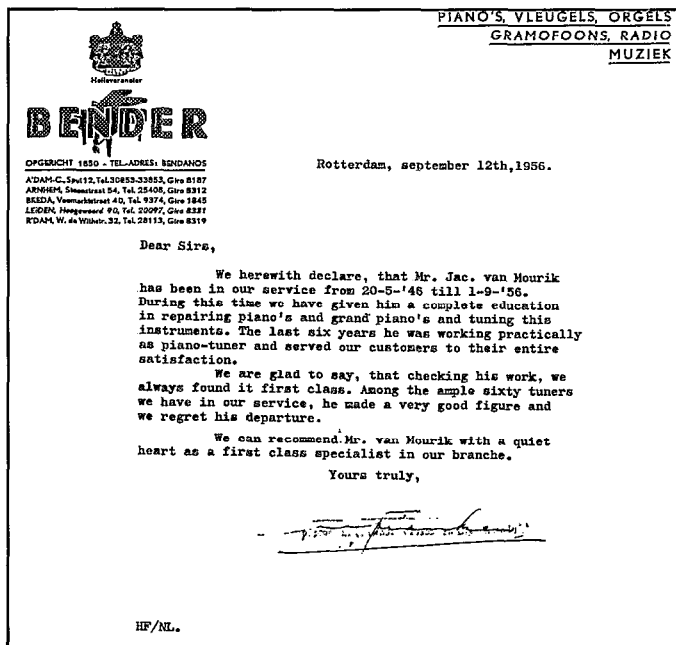 PIANO'S, VLEUGELS, ORGELS
GRAMOFOONS, RADIO
MUZIEK
Hofleverancier
BENDER
OPGERICHT 1850 - TEL.-ADRES: BENDANOS
A'DAM-C., Spui 12, Tel. 30853-33853, Giro 8187
ARNHEM, Steenstraat 54, Tel. 25408, Giro 8312
BREDA, Veemarktstraat 40, Tel. 9374, Giro 1845
LEIDEN, Hoogewoerd 90, Tel. 20097, Giro 8331
R'DAM, W. de Withstr. 32, Tel. 28113, Giro 8319
Rotterdam, september 12th,1956.
Dear Sirs,
We herewith declare, that Mr. Jac. van Mourik
has been in our service from 20-5-'46 till 1-9-'56.
During this time we have given him a complete education
in repairing piano's and grand piano's and tuning this
instruments. The last six years he was working practically
as piano-tuner and served our customers to their entire
satisfaction.
We are glad to say, that checking his work, we
always found it first class. Among the ample sixty tuners
we have in our service, he made a very good figure and
we regret his departure.
We can recommend Mr. van Mourik with a quiet
heart as a first class specialist in our branche.
Yours truly,
HF/NL.